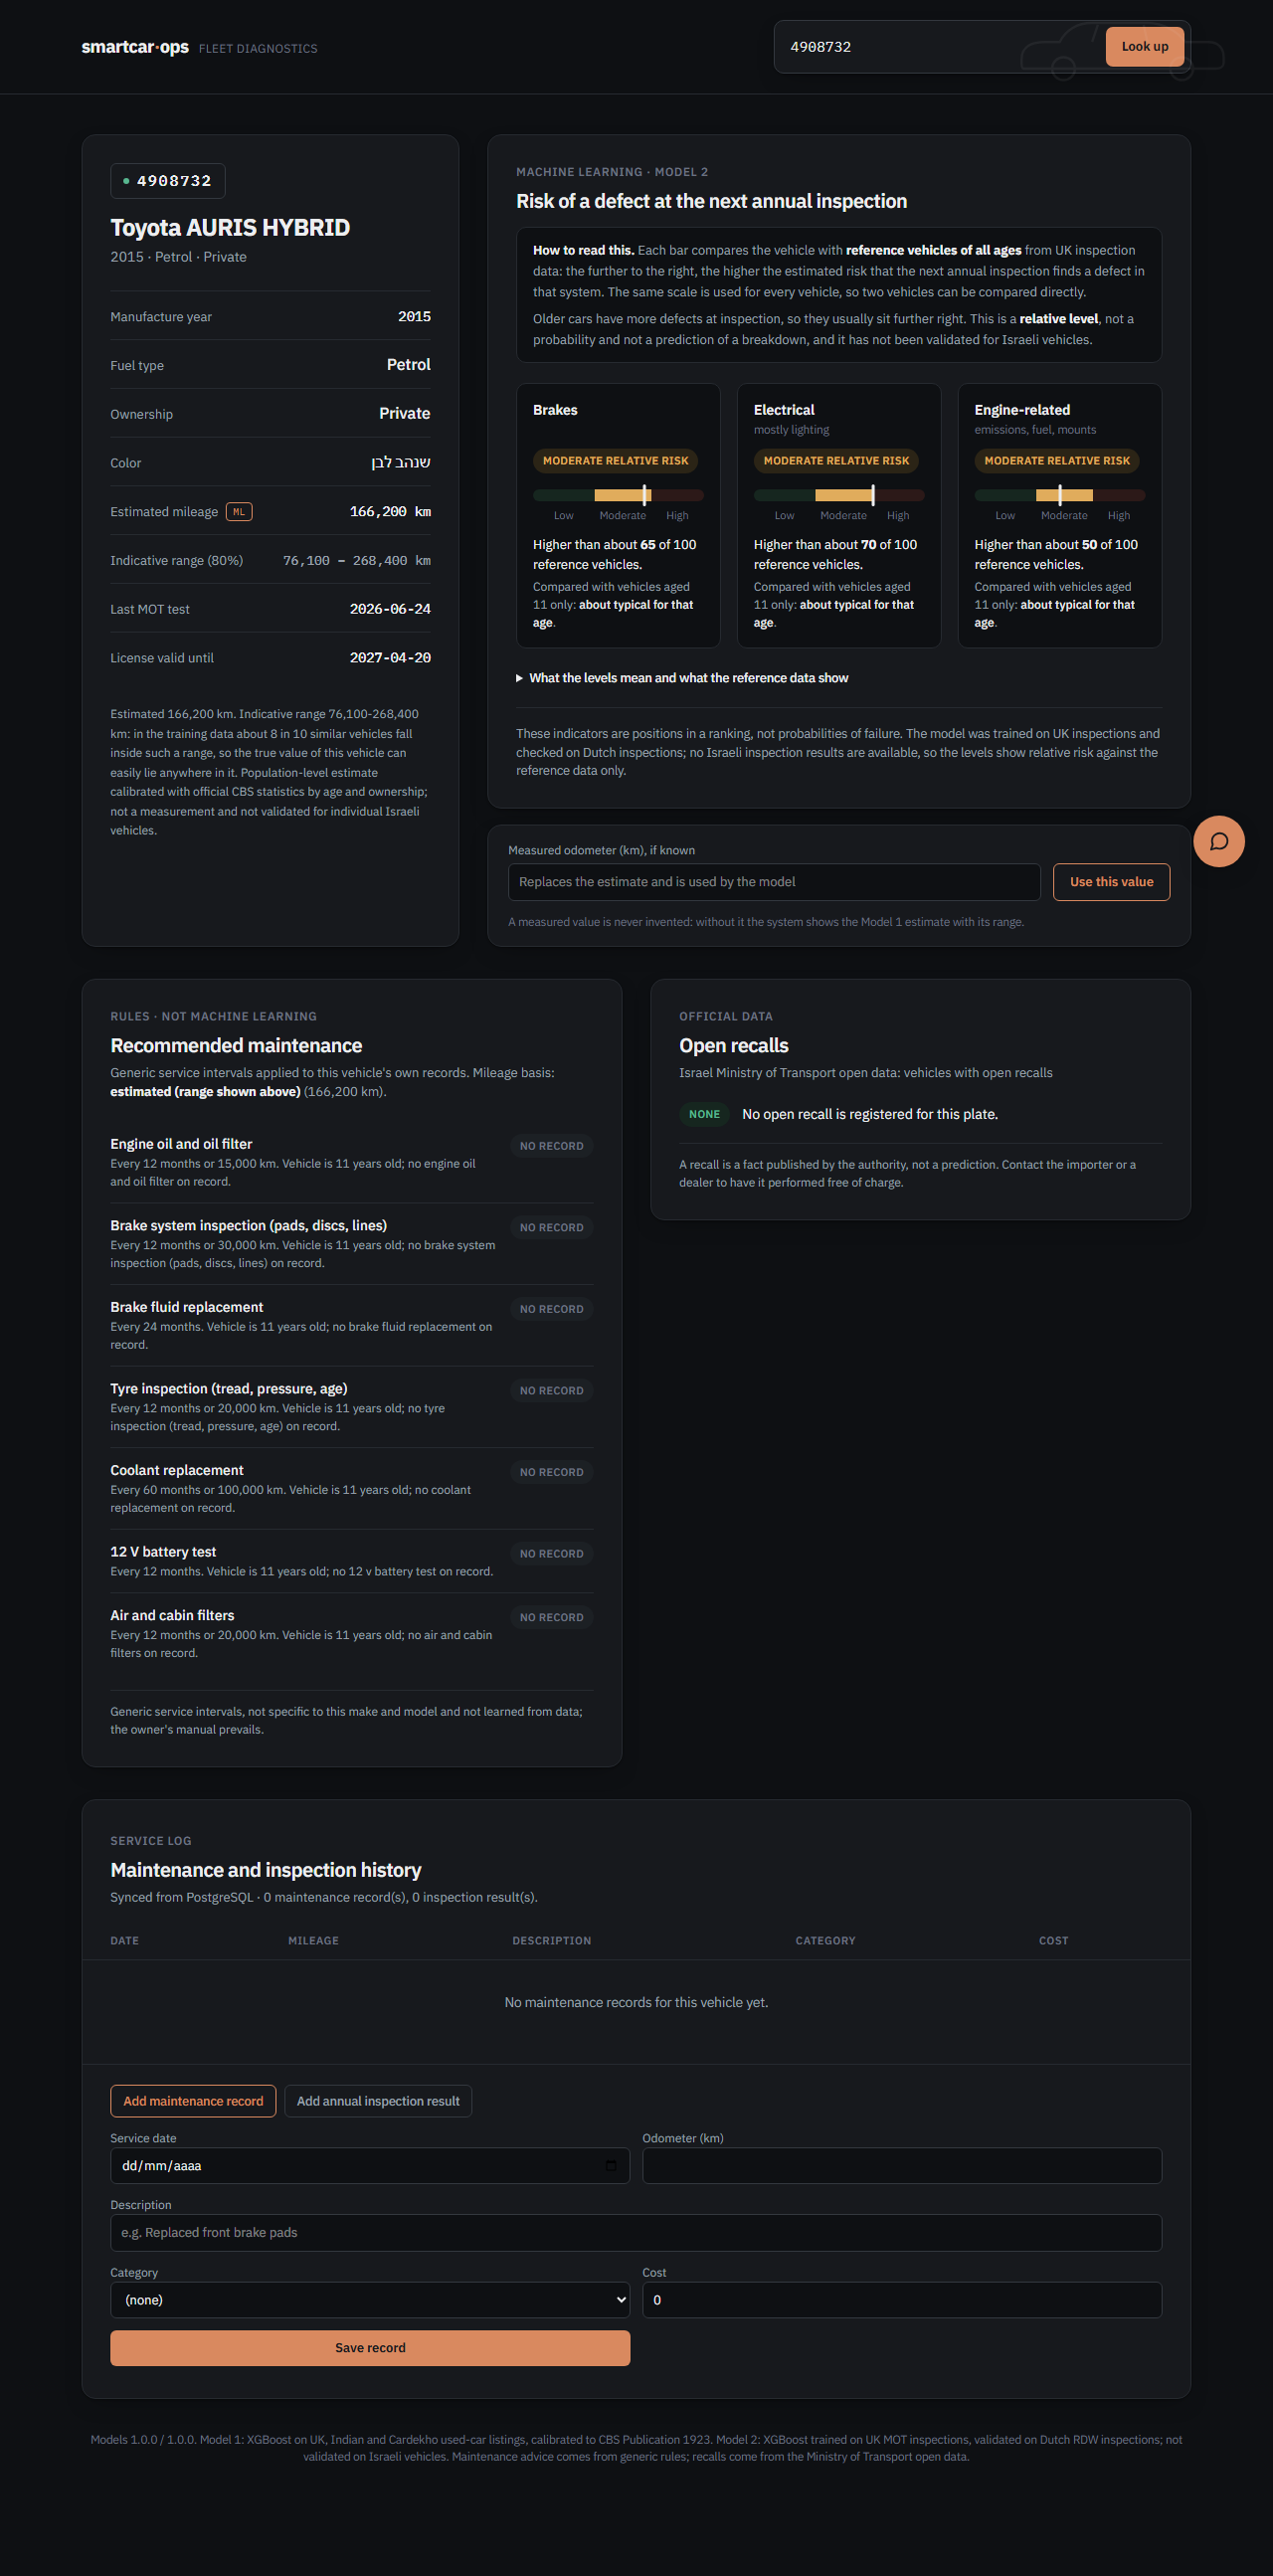 smartcar·ops FLEET DIAGNOSTICS
4908732
Look up
4908732
Toyota AURIS HYBRID
2015 · Petrol · Private
Manufacture year 2015
Fuel type Petrol
Ownership Private
Color שנהב לבן
Estimated mileage ML 166,200 km
Indicative range (80%) 76,100 – 268,400 km
Last MOT test 2026-06-24
License valid until 2027-04-20
Estimated 166,200 km. Indicative range 76,100-268,400
km: in the training data about 8 in 10 similar vehicles fall
inside such a range, so the true value of this vehicle can
easily lie anywhere in it. Population-level estimate
calibrated with official CBS statistics by age and ownership;
not a measurement and not validated for individual Israeli
vehicles.
MACHINE LEARNING · MODEL 2
Risk of a defect at the next annual inspection
How to read this. Each bar compares the vehicle with reference vehicles of all ages from UK inspection
data: the further to the right, the higher the estimated risk that the next annual inspection finds a defect in
that system. The same scale is used for every vehicle, so two vehicles can be compared directly.
Older cars have more defects at inspection, so they usually sit further right. This is a relative level, not a
probability and not a prediction of a breakdown, and it has not been validated for Israeli vehicles.
Brakes
MODERATE RELATIVE RISK
Low Moderate High
Higher than about 65 of 100
reference vehicles.
Compared with vehicles aged
11 only: about typical for that
age.
Electrical
mostly lighting
MODERATE RELATIVE RISK
Low Moderate High
Higher than about 70 of 100
reference vehicles.
Compared with vehicles aged
11 only: about typical for that
age.
Engine-related
emissions, fuel, mounts
MODERATE RELATIVE RISK
Low Moderate High
Higher than about 50 of 100
reference vehicles.
Compared with vehicles aged
11 only: about typical for that
age.
What the levels mean and what the reference data show
These indicators are positions in a ranking, not probabilities of failure. The model was trained on UK inspections and
checked on Dutch inspections; no Israeli inspection results are available, so the levels show relative risk against the
reference data only.
Measured odometer (km), if known
Replaces the estimate and is used by the model
Use this value
A measured value is never invented: without it the system shows the Model 1 estimate with its range.
RULES · NOT MACHINE LEARNING
Recommended maintenance
Generic service intervals applied to this vehicle's own records. Mileage basis:
estimated (range shown above) (166,200 km).
Engine oil and oil filter NO RECORD
Every 12 months or 15,000 km. Vehicle is 11 years old; no engine oil
and oil filter on record.
Brake system inspection (pads, discs, lines) NO RECORD
Every 12 months or 30,000 km. Vehicle is 11 years old; no brake system
inspection (pads, discs, lines) on record.
Brake fluid replacement NO RECORD
Every 24 months. Vehicle is 11 years old; no brake fluid replacement on
record.
Tyre inspection (tread, pressure, age) NO RECORD
Every 12 months or 20,000 km. Vehicle is 11 years old; no tyre
inspection (tread, pressure, age) on record.
Coolant replacement NO RECORD
Every 60 months or 100,000 km. Vehicle is 11 years old; no coolant
replacement on record.
12 V battery test NO RECORD
Every 12 months. Vehicle is 11 years old; no 12 v battery test on record.
Air and cabin filters NO RECORD
Every 12 months or 20,000 km. Vehicle is 11 years old; no air and cabin
filters on record.
Generic service intervals, not specific to this make and model and not learned from data;
the owner's manual prevails.
OFFICIAL DATA
Open recalls
Israel Ministry of Transport open data: vehicles with open recalls
NONE No open recall is registered for this plate.
A recall is a fact published by the authority, not a prediction. Contact the importer or a
dealer to have it performed free of charge.
SERVICE LOG
Maintenance and inspection history
Synced from PostgreSQL · 0 maintenance record(s), 0 inspection result(s).
DATE MILEAGE DESCRIPTION CATEGORY COST
No maintenance records for this vehicle yet.
Add maintenance record Add annual inspection result
Service date Odometer (km)
dd/mm/aaaa
Description
e.g. Replaced front brake pads
Category Cost
(none) 0
Save record
Models 1.0.0 / 1.0.0. Model 1: XGBoost on UK, Indian and Cardekho used-car listings, calibrated to CBS Publication 1923. Model 2: XGBoost trained on UK MOT inspections, validated on Dutch RDW inspections; not
validated on Israeli vehicles. Maintenance advice comes from generic rules; recalls come from the Ministry of Transport open data.